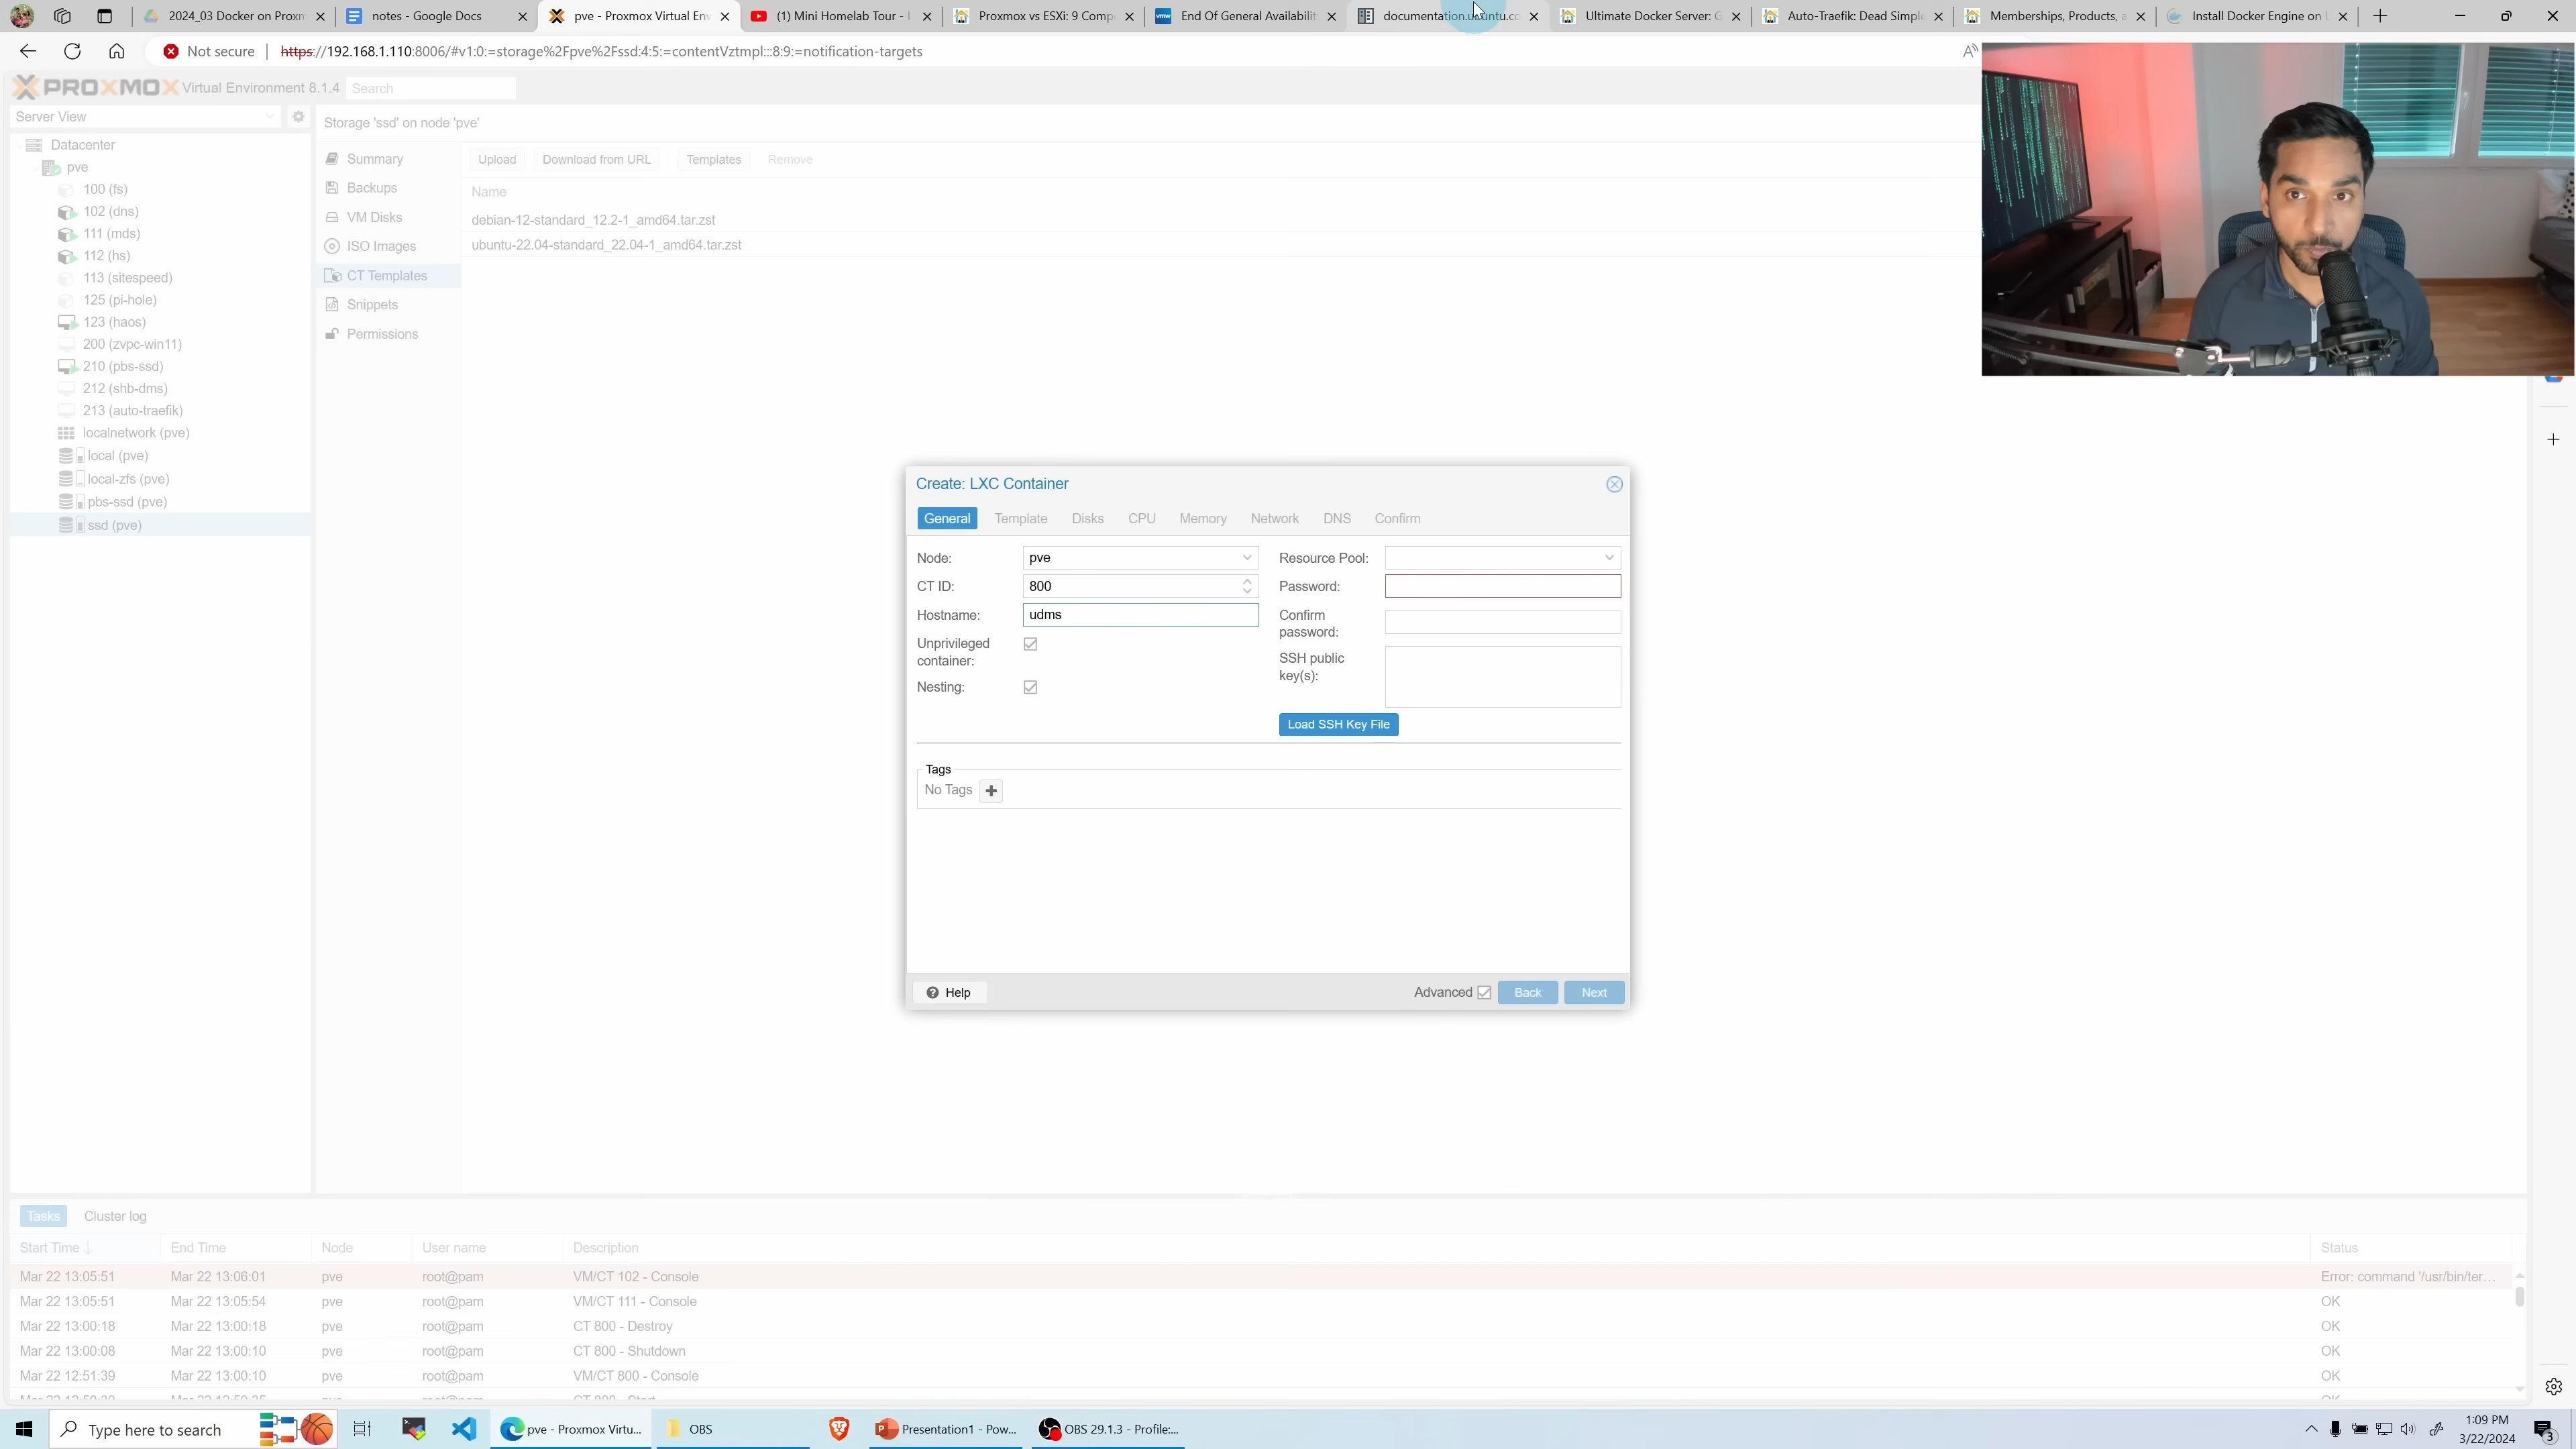 2024_03 Docker on Proxm
notes - Google Docs
pve - Proxmox Virtual Env
(1) Mini Homelab Tour -
Proxmox vs ESXi: 9 Comp
End Of General Availabilit
documentation.ubuntu.co
Ultimate Docker Server: G
Auto-Traefik: Dead Simple
Memberships, Products, a
Install Docker Engine on U
Not secure
https://192.168.1.110:8006/#v1:0:=storage%2Fpve%2Fssd:4:5:=contentVztmpl:::8:9:=notification-targets
PROXMOX Virtual Environment 8.1.4
Search
Server View
Storage 'ssd' on node 'pve'
Datacenter
pve
100 (fs)
102 (dns)
111 (mds)
112 (hs)
113 (sitespeed)
125 (pi-hole)
123 (haos)
200 (zvpc-win11)
210 (pbs-ssd)
212 (shb-dms)
213 (auto-traefik)
localnetwork (pve)
local (pve)
local-zfs (pve)
pbs-ssd (pve)
ssd (pve)
Summary
Backups
VM Disks
ISO Images
CT Templates
Snippets
Permissions
Upload
Download from URL
Templates
Remove
Name
debian-12-standard_12.2-1_amd64.tar.zst
ubuntu-22.04-standard_22.04-1_amd64.tar.zst
Create: LXC Container
General
Template
Disks
CPU
Memory
Network
DNS
Confirm
Node:
pve
CT ID:
800
Hostname:
udms
Unprivileged
container:
Nesting:
Resource Pool:
Password:
Confirm
password:
SSH public
key(s):
Load SSH Key File
Tags
No Tags
Help
Advanced
Back
Next
Tasks
Cluster log
Start Time End Time Node User name Description Status
Mar 22 13:05:51 Mar 22 13:06:01 pve root@pam VM/CT 102 - Console Error: command '/usr/bin/ter...
Mar 22 13:05:51 Mar 22 13:05:54 pve root@pam VM/CT 111 - Console OK
Mar 22 13:00:18 Mar 22 13:00:18 pve root@pam CT 800 - Destroy OK
Mar 22 13:00:08 Mar 22 13:00:10 pve root@pam CT 800 - Shutdown OK
Mar 22 12:51:39 Mar 22 13:00:10 pve root@pam VM/CT 800 - Console OK
Type here to search
pve - Proxmox Virtu...
OBS
Presentation1 - Pow...
OBS 29.1.3 - Profile:...
1:09 PM
3/22/2024
3